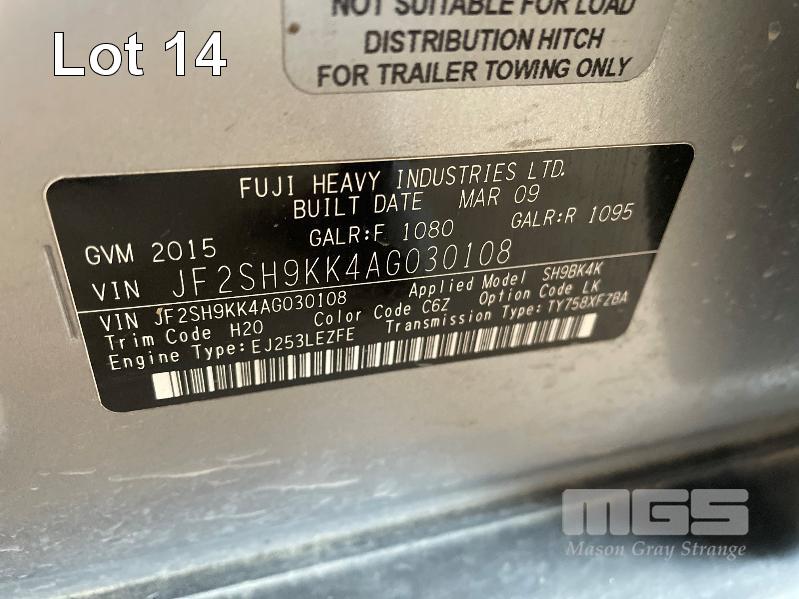 NOT SUITABLE FOR LOAD
DISTRIBUTION HITCH
FOR TRAILER TOWING ONLY
Lot 14
FUJI HEAVY INDUSTRIES LTD.
BUILT DATE MAR 09
GVM 2015 GALR:F 1080 GALR:R 1095
VIN JF2SH9KK4AG030108
VIN JF2SH9KK4AG030108 Applied Model SH9BK4K
Trim Code H20 Color Code C6Z Option Code LK
Engine Type:EJ253LEZFE Transmission Type:TY758XFZBA
MGS
Mason Gray Strange